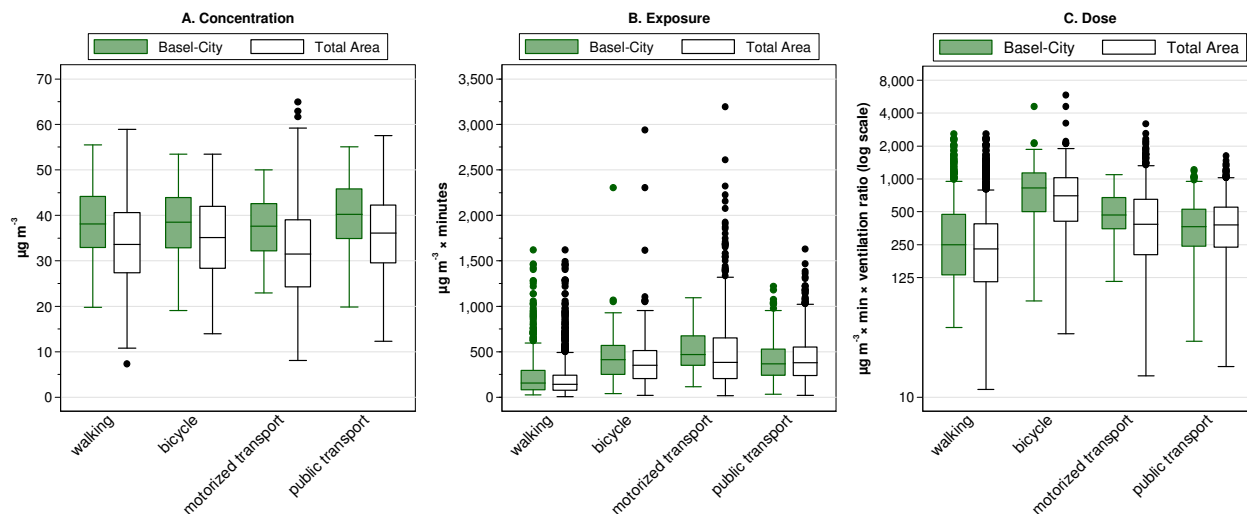 A. Concentration
Basel-City Total Area
70
60
50
40
30
20
10
0
µg m⁻³
walking
bicycle
motorized transport
public transport
B. Exposure
Basel-City Total Area
3,500
3,000
2,500
2,000
1,500
1,000
500
0
µg m⁻³ × minutes
walking
bicycle
motorized transport
public transport
C. Dose
Basel-City Total Area
8,000
4,000
2,000
1,000
500
250
125
10
µg m⁻³ × min × ventilation ratio (log scale)
walking
bicycle
motorized transport
public transport